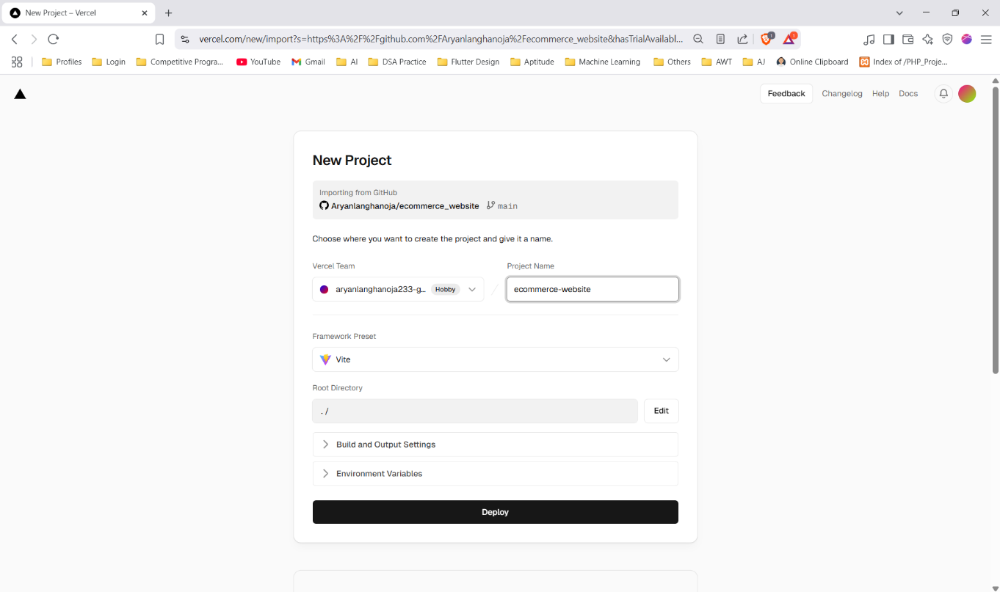 New Project – Vercel
vercel.com/new/import?s=https%3A%2F%2Fgithub.com%2FAryanlanghanoja%2Fecommerce_website&hasTrialAvailabl...
1
1
Profiles Login Competitive Progra... YouTube Gmail AI DSA Practice Flutter Design Aptitude Machine Learning Others AWT AJ Online Clipboard Index of /PHP_Proje...
Feedback Changelog Help Docs
New Project
Importing from GitHub
Aryanlanghanoja/ecommerce_website main
Choose where you want to create the project and give it a name.
Vercel Team Project Name
aryanlanghanoja233-g... Hobby / ecommerce-website
Framework Preset
Vite
Root Directory
./ Edit
Build and Output Settings
Environment Variables
Deploy